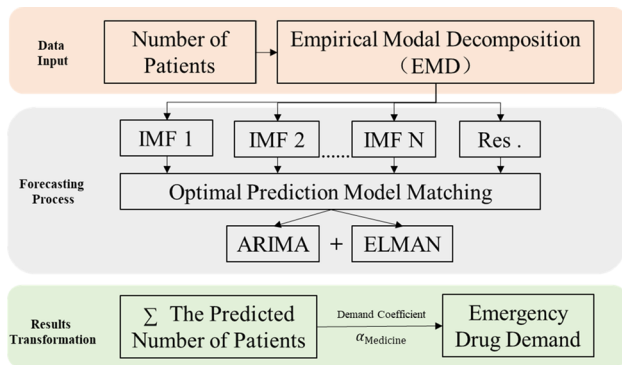 Data
Input
Number of
Patients
Empirical Modal Decomposition
(EMD)
Forecasting
Process
IMF 1
IMF 2
......
IMF N
Res .
Optimal Prediction Model Matching
ARIMA + ELMAN
Results
Transformation
∑ The Predicted
Number of Patients
Demand Coefficient
αMedicine
Emergency
Drug Demand